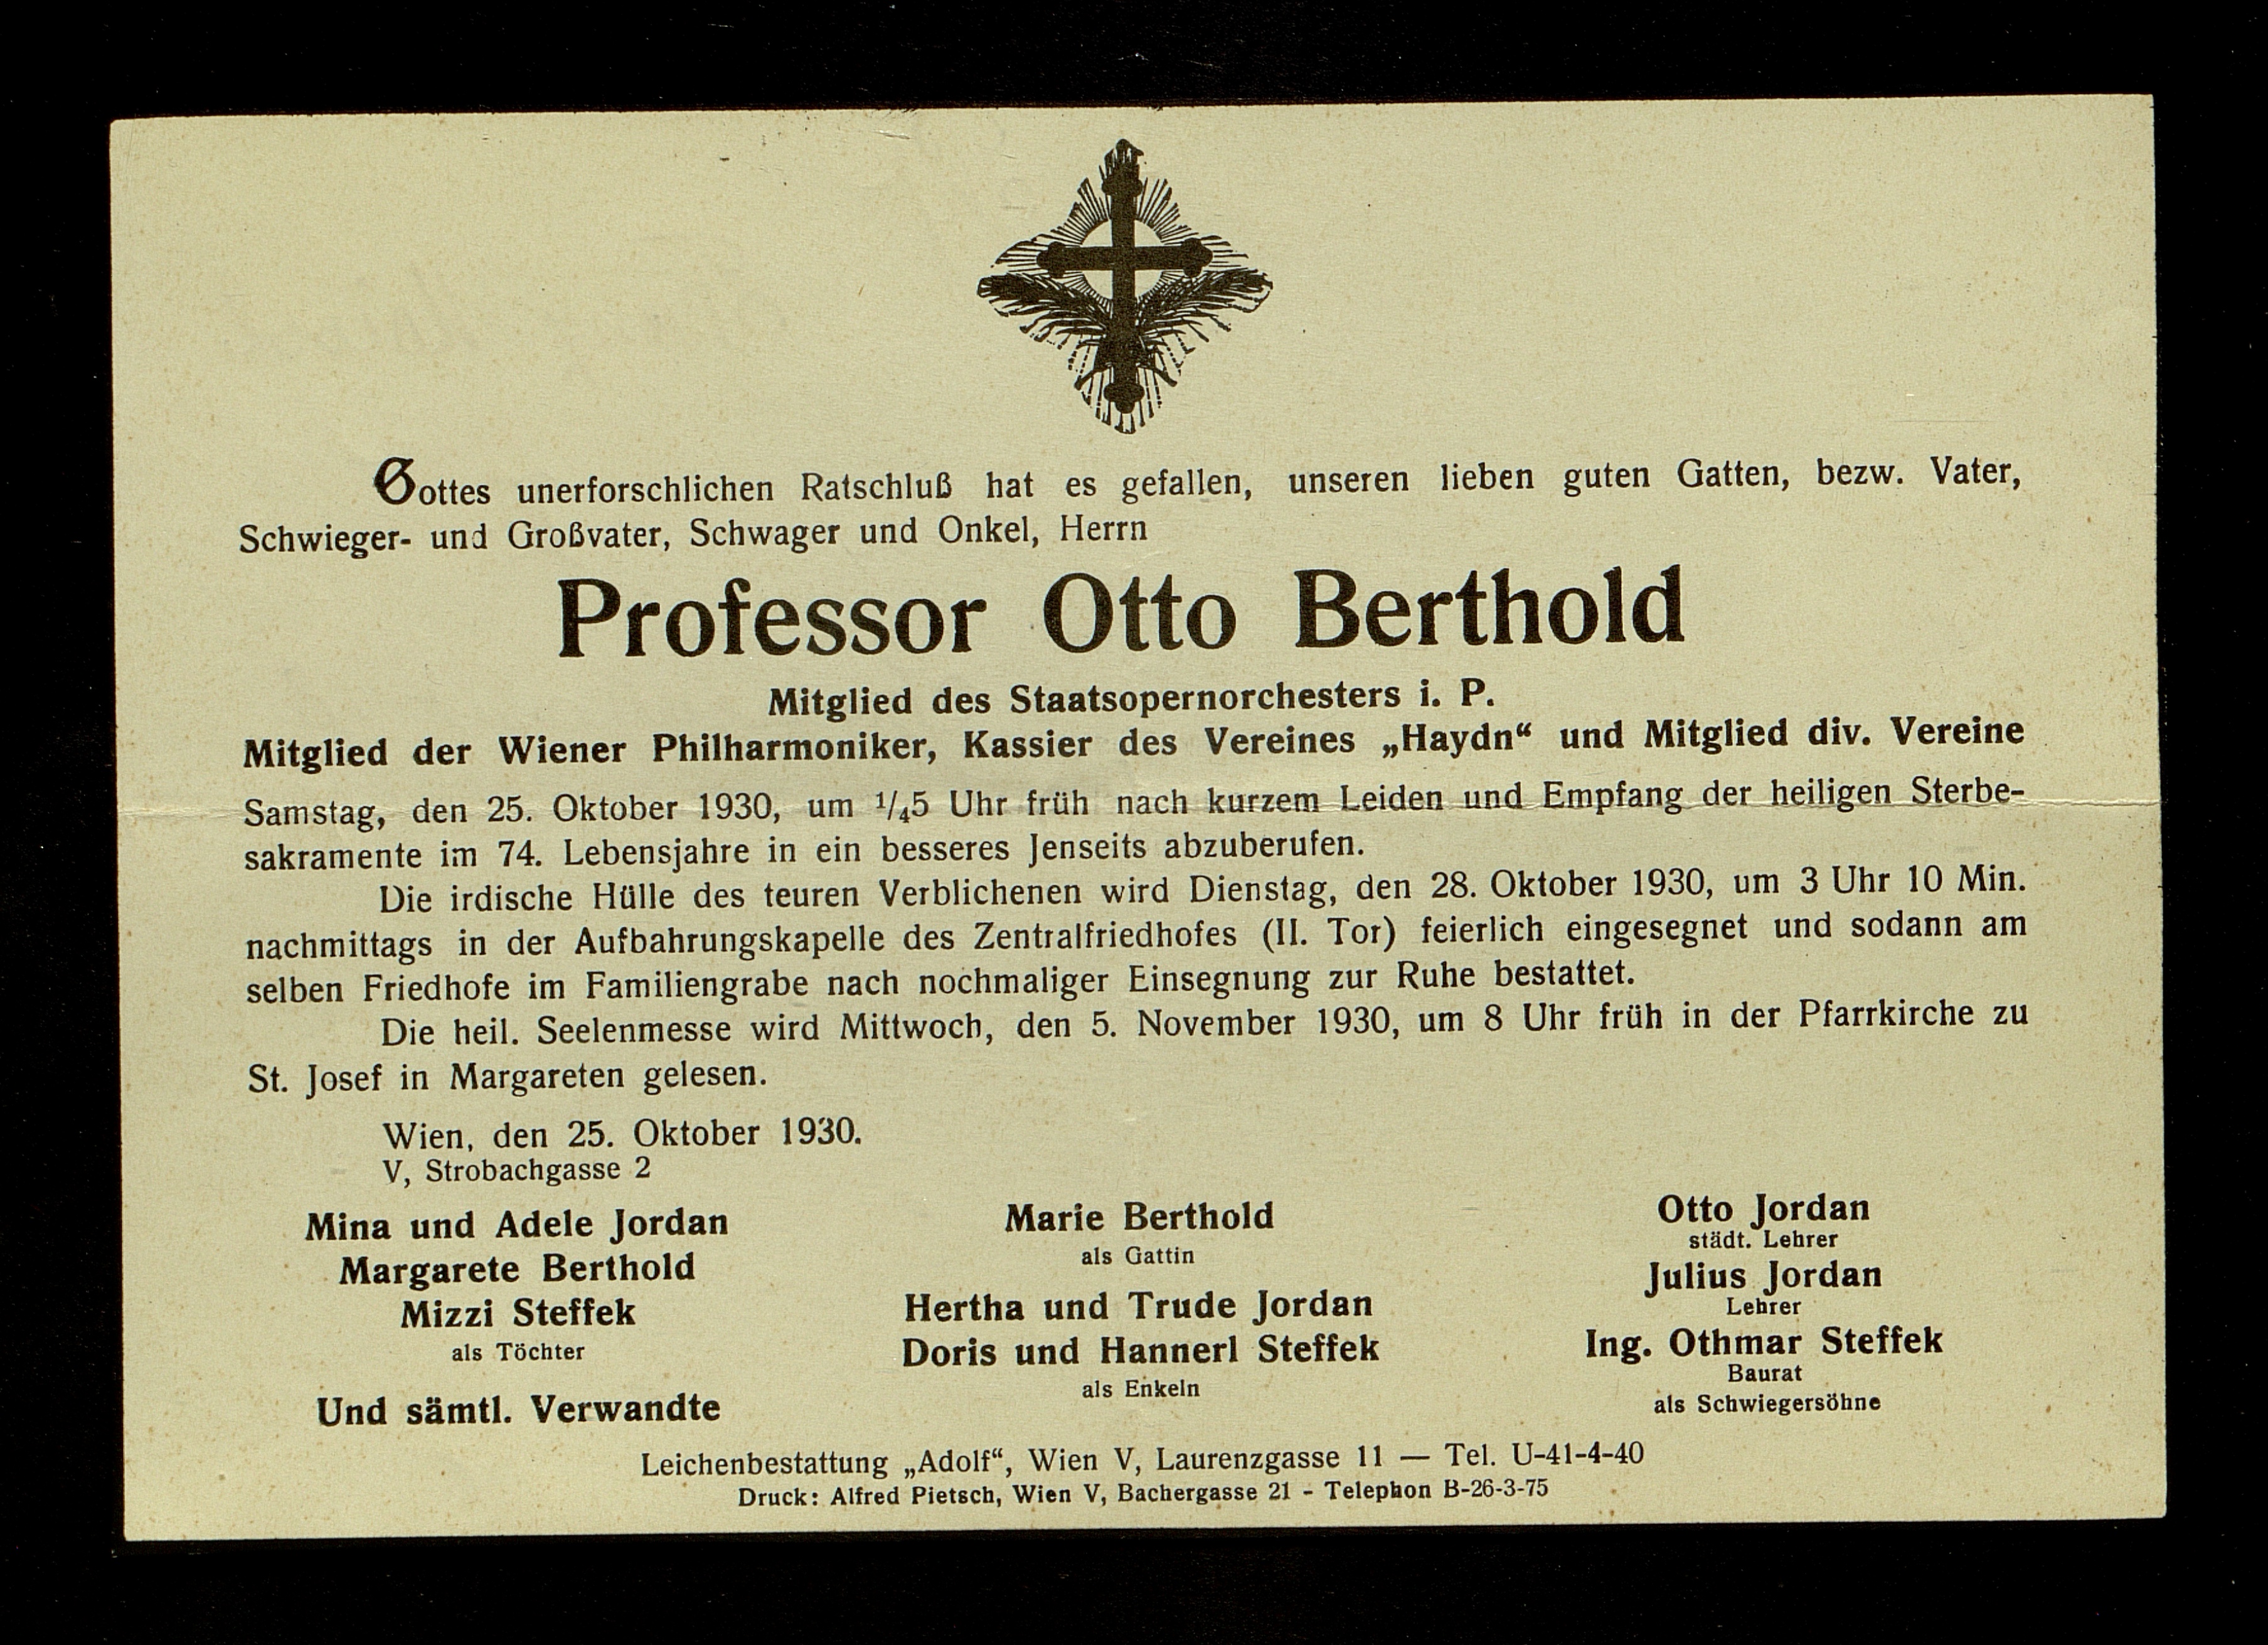 Gottes unerforschlichen Ratschluß hat es gefallen, unseren lieben guten Gatten, bezw. Vater,
Schwieger- und Großvater, Schwager und Onkel, Herrn
Professor Otto Berthold
Mitglied des Staatsopernorchesters i. P.
Mitglied der Wiener Philharmoniker, Kassier des Vereines „Haydn“ und Mitglied div. Vereine
Samstag, den 25. Oktober 1930, um 1/45 Uhr früh nach kurzem Leiden und Empfang der heiligen Sterbe-
sakramente im 74. Lebensjahre in ein besseres Jenseits abzuberufen.
Die irdische Hülle des teuren Verblichenen wird Dienstag, den 28. Oktober 1930, um 3 Uhr 10 Min.
nachmittags in der Aufbahrungskapelle des Zentralfriedhofes (II. Tor) feierlich eingesegnet und sodann am
selben Friedhofe im Familiengrabe nach nochmaliger Einsegnung zur Ruhe bestattet.
Die heil. Seelenmesse wird Mittwoch, den 5. November 1930, um 8 Uhr früh in der Pfarrkirche zu
St. Josef in Margareten gelesen.
Wien, den 25. Oktober 1930.
V, Strobachgasse 2
Mina und Adele Jordan
Margarete Berthold
Mizzi Steffek
als Töchter
Und sämtl. Verwandte
Marie Berthold
als Gattin
Hertha und Trude Jordan
Doris und Hannerl Steffek
als Enkeln
Otto Jordan
städt. Lehrer
Julius Jordan
Lehrer
Ing. Othmar Steffek
Baurat
als Schwiegersöhne
Leichenbestattung „Adolf“, Wien V, Laurenzgasse 11 — Tel. U-41-4-40
Druck: Alfred Pietsch, Wien V, Bachergasse 21 - Telephon B-26-3-75